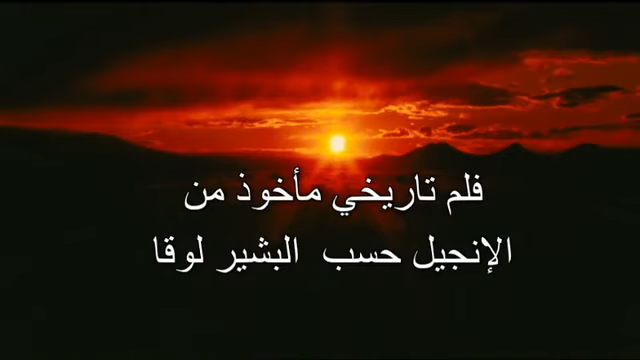 فلم تاريخي مأخوذ من
الإنجيل حسب البشير لوقا